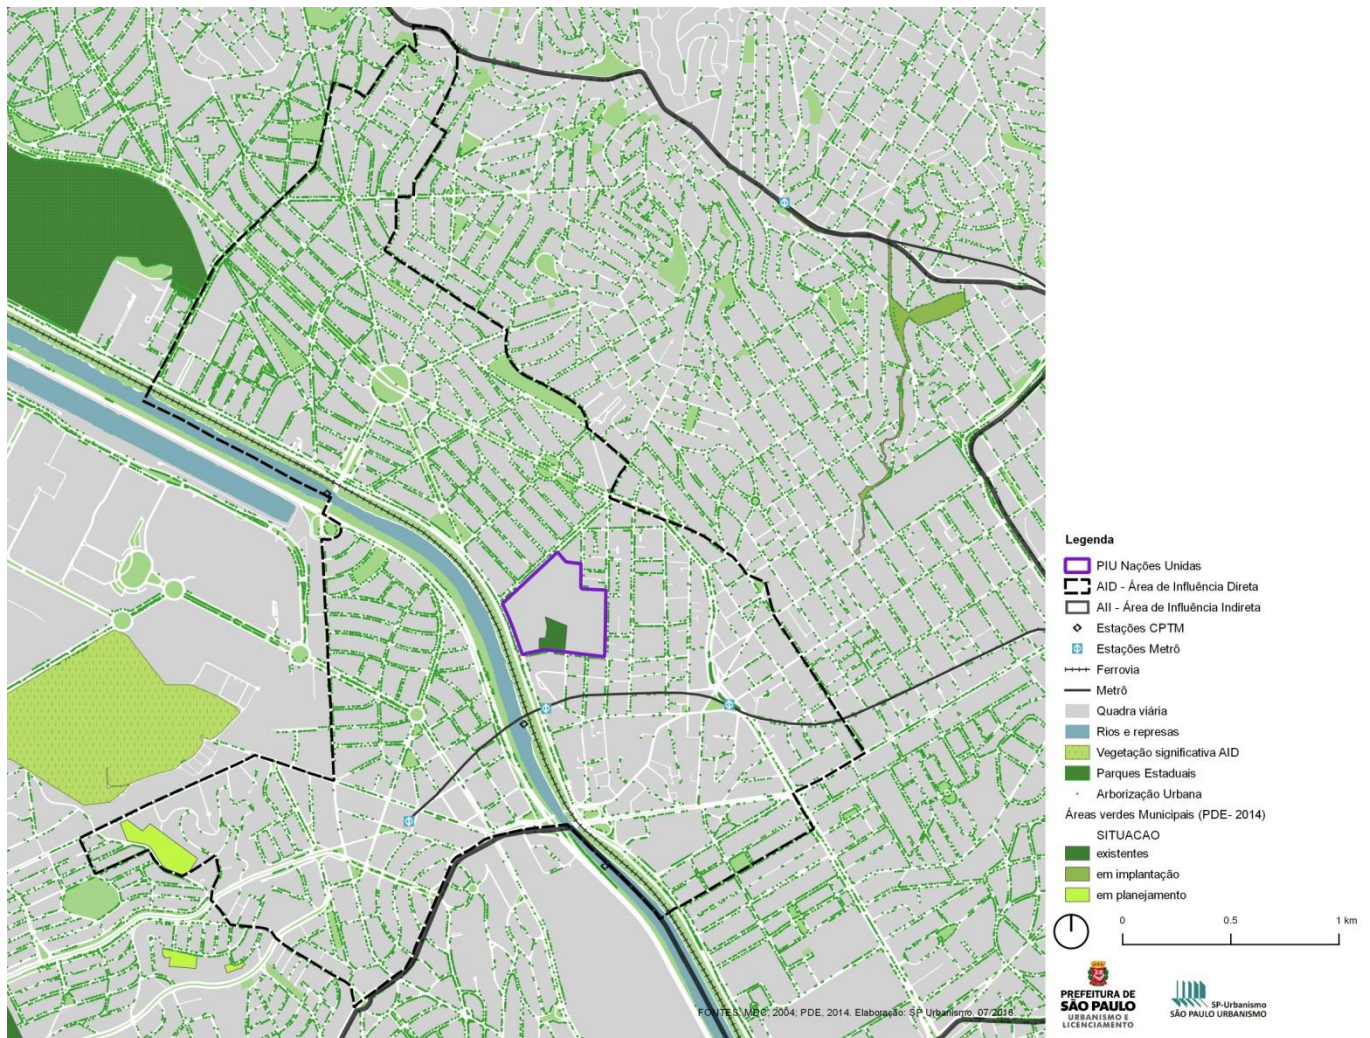 Legenda
PIU Nações Unidas
AID - Área de Influência Direta
AII - Área de Influência Indireta
Estações CPTM
Estações Metrô
Ferrovia
Metrô
Quadra viária
Rios e represas
Vegetação significativa AID
Parques Estaduais
Arborização Urbana
Áreas verdes Municipais (PDE- 2014)
SITUACAO
existentes
em implantação
em planejamento
0 0.5 1 km
PREFEITURA DE
SÃO PAULO
URBANISMO E
LICENCIAMENTO
SP-Urbanismo
SÃO PAULO URBANISMO
FONTES: MDC, 2004; PDE, 2014. Elaboração: SP Urbanismo, 07/2016